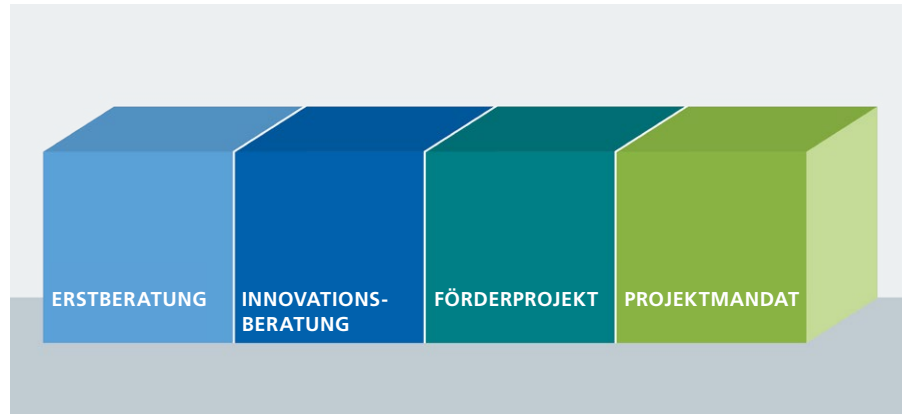 ERSTBERATUNG
INNOVATIONS-
BERATUNG
FÖRDERPROJEKT
PROJEKTMANDAT